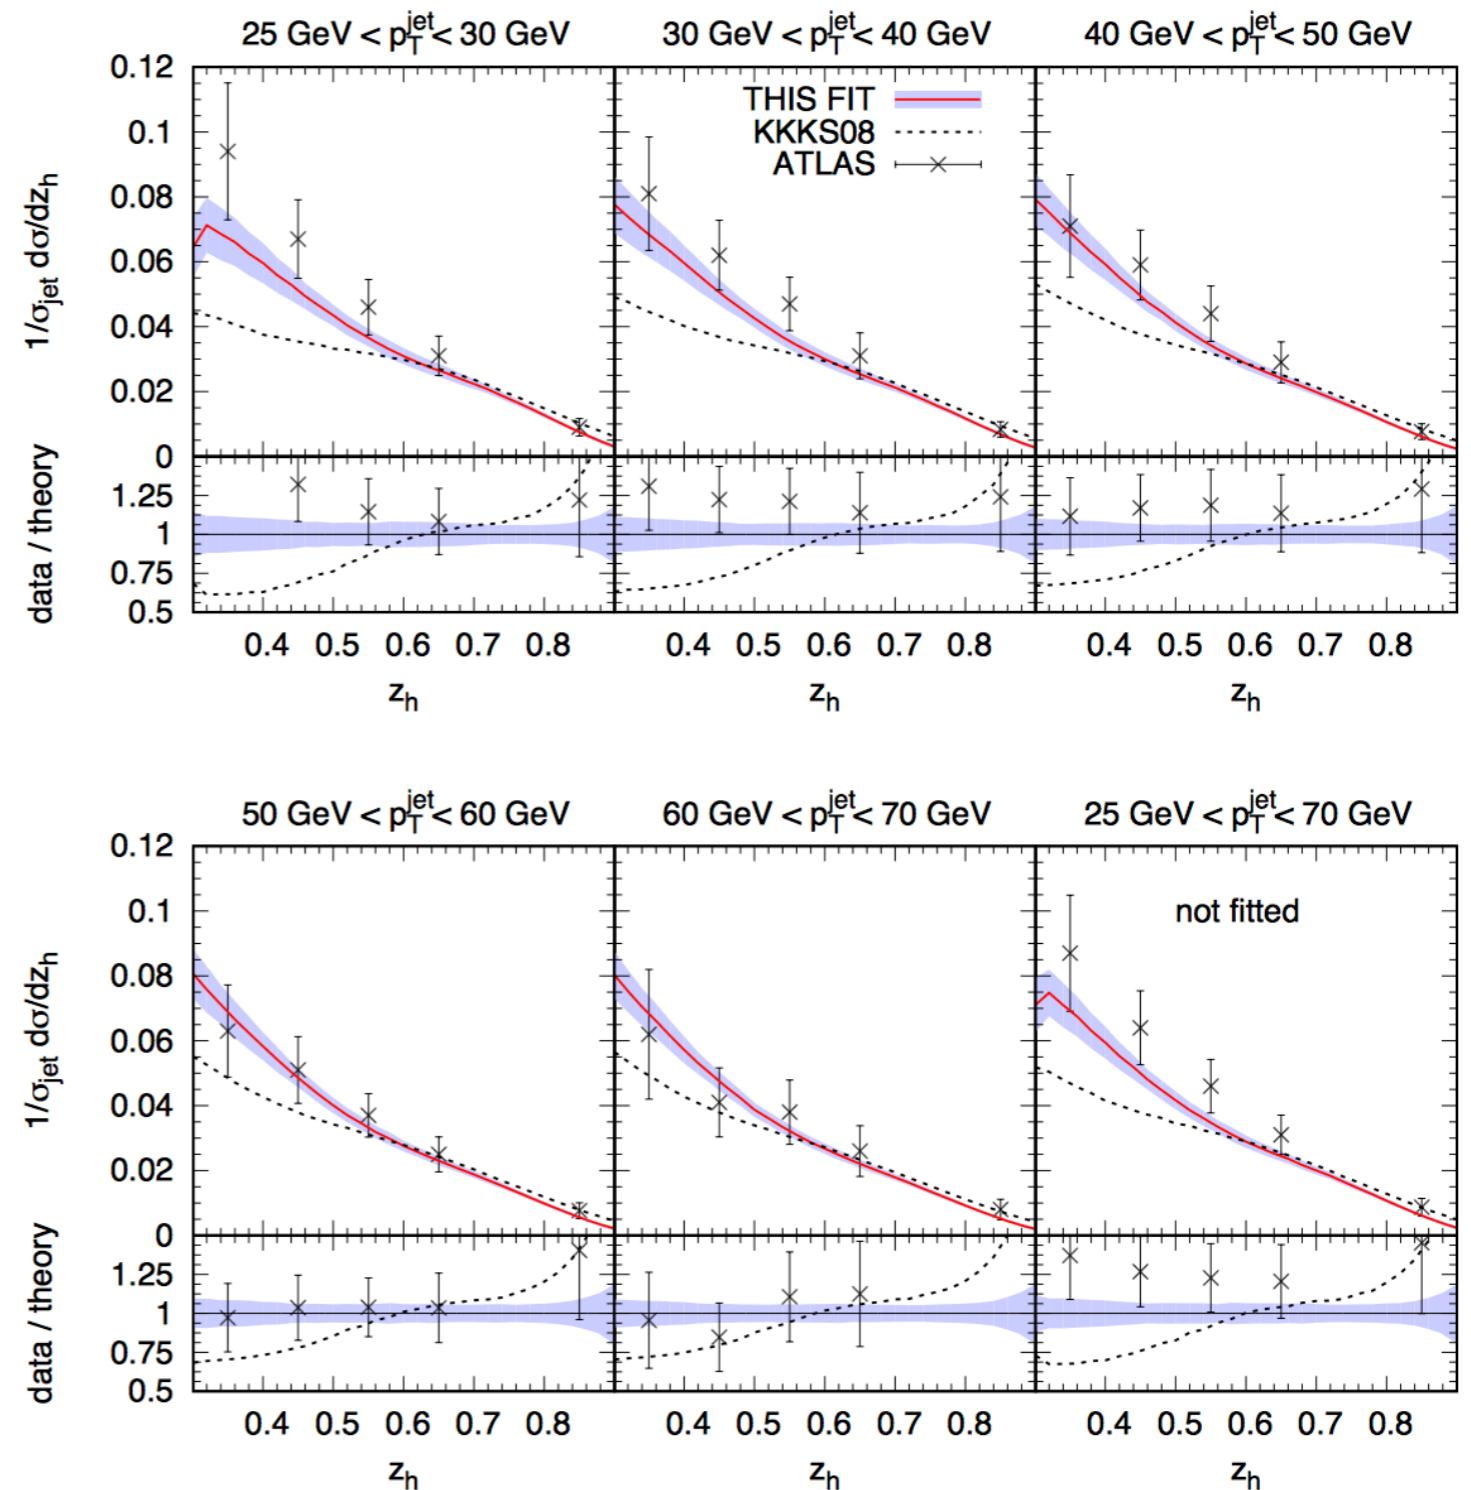 25 GeV < p_T^jet < 30 GeV 30 GeV < p_T^jet < 40 GeV 40 GeV < p_T^jet < 50 GeV
0.12
0.1
0.08
0.06
0.04
0.02
0
1/σ_jet dσ/dz_h
THIS FIT
KKKS08
ATLAS
1.25
1
0.75
0.5
data / theory
0.4 0.5 0.6 0.7 0.8 0.4 0.5 0.6 0.7 0.8 0.4 0.5 0.6 0.7 0.8
z_h z_h z_h
50 GeV < p_T^jet < 60 GeV 60 GeV < p_T^jet < 70 GeV 25 GeV < p_T^jet < 70 GeV
0.12
0.1
0.08
0.06
0.04
0.02
0
1/σ_jet dσ/dz_h
not fitted
1.25
1
0.75
0.5
data / theory
0.4 0.5 0.6 0.7 0.8 0.4 0.5 0.6 0.7 0.8 0.4 0.5 0.6 0.7 0.8
z_h z_h z_h